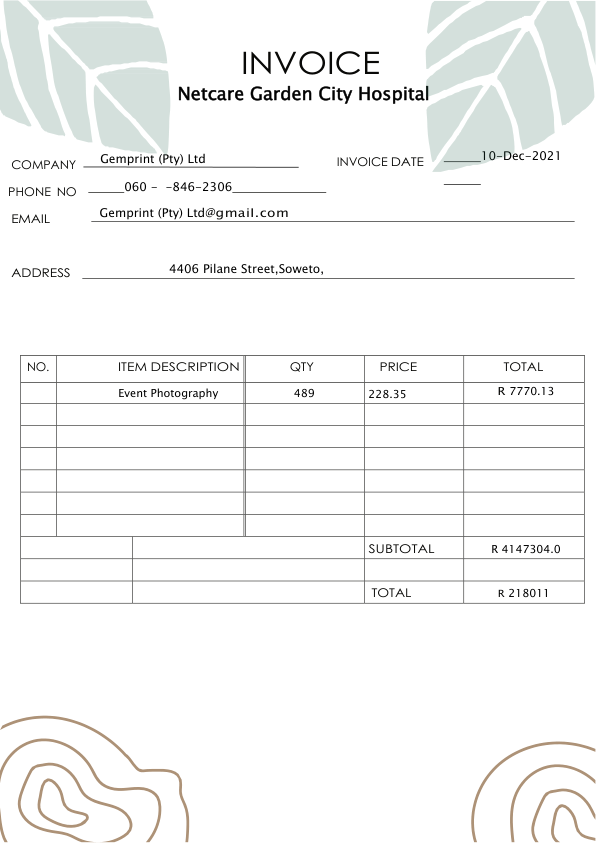 INVOICE
Netcare Garden City Hospital
COMPANY Gemprint (Pty) Ltd INVOICE DATE ______10-Dec-2021
PHONE NO ______060 - -846-2306________________ ______
EMAIL Gemprint (Pty) Ltd@gmail.com
ADDRESS 4406 Pilane Street,Soweto,
NO. ITEM DESCRIPTION QTY PRICE TOTAL
Event Photography 489 228.35 R 7770.13
SUBTOTAL R 4147304.0
TOTAL R 218011